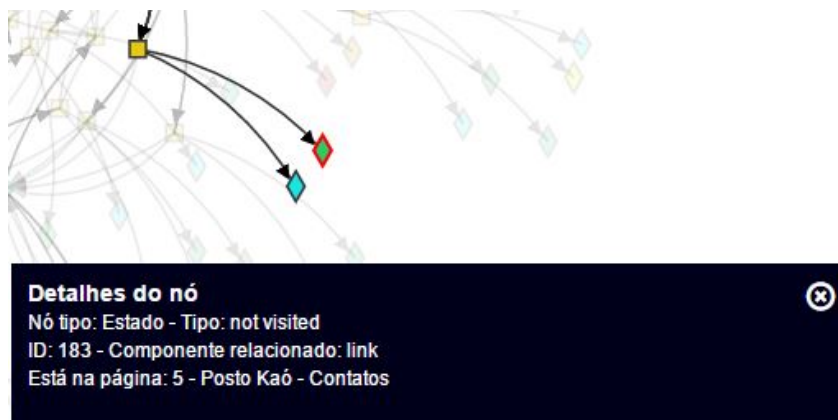 Detalhes do nó
Nó tipo: Estado - Tipo: not visited
ID: 183 - Componente relacionado: link
Está na página: 5 - Posto Kaó - Contatos